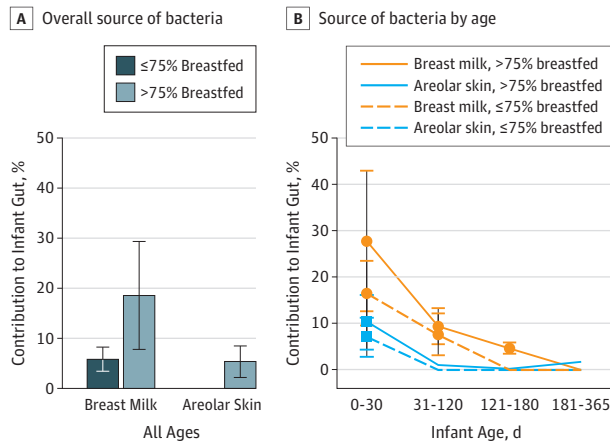 A Overall source of bacteria
≤75% Breastfed
>75% Breastfed
Contribution to Infant Gut, %
50
40
30
20
10
0
Breast Milk
Areolar Skin
All Ages
B Source of bacteria by age
Breast milk, >75% breastfed
Areolar skin, >75% breastfed
Breast milk, ≤75% breastfed
Areolar skin, ≤75% breastfed
Contribution to Infant Gut, %
50
40
30
20
10
0
0-30
31-120
121-180
181-365
Infant Age, d